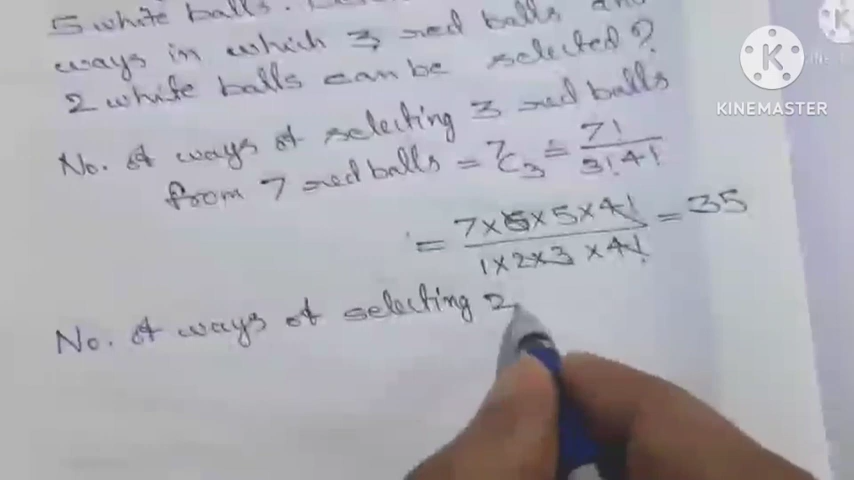 5 white balls.
ways in which 3 red balls and
2 white balls can be selected?
No. of ways of selecting 3 red balls
from 7 red balls = ⁷C₃ = 7!/3!4!
= 7×6×5×4!/1×2×3×4! = 35
No. of ways of selecting 2
K
KINEMASTER